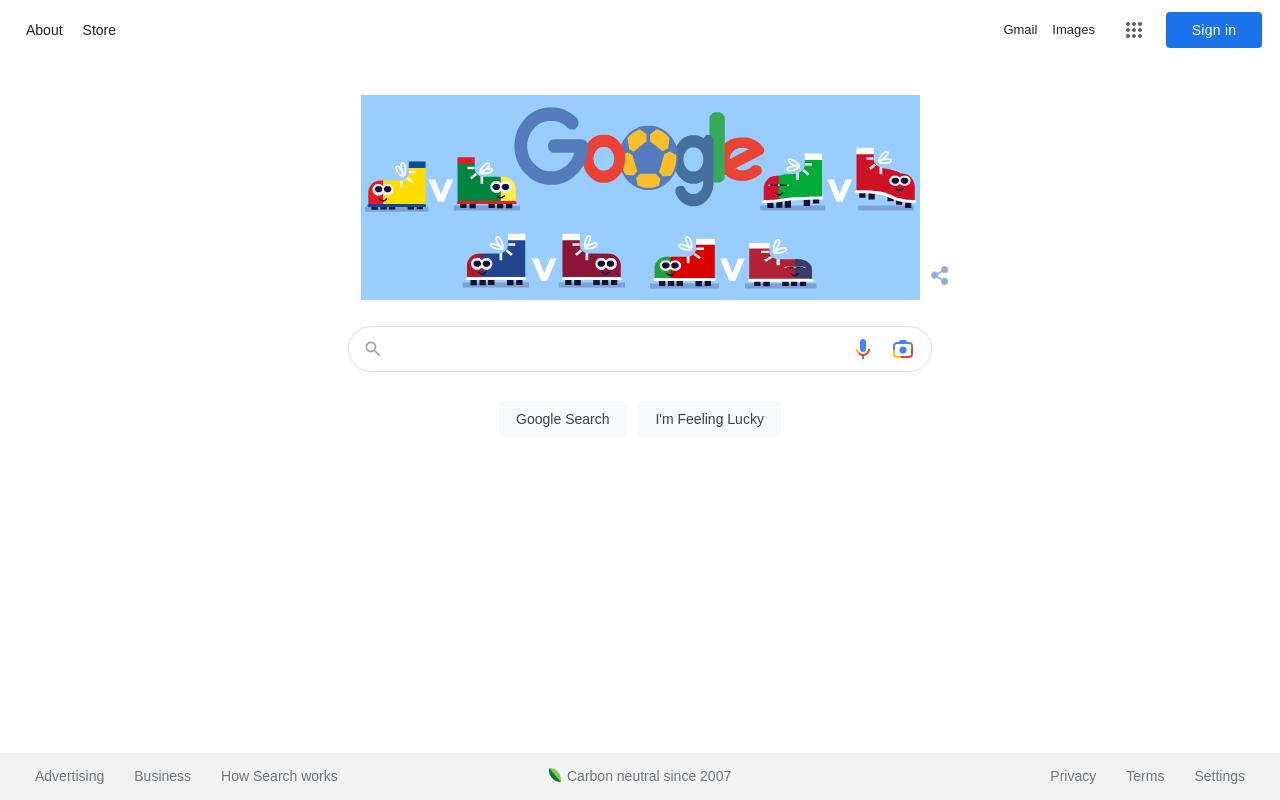 About Store Gmail Images Sign in
Google
V V
V V
Google Search I'm Feeling Lucky
Advertising Business How Search works Carbon neutral since 2007 Privacy Terms Settings